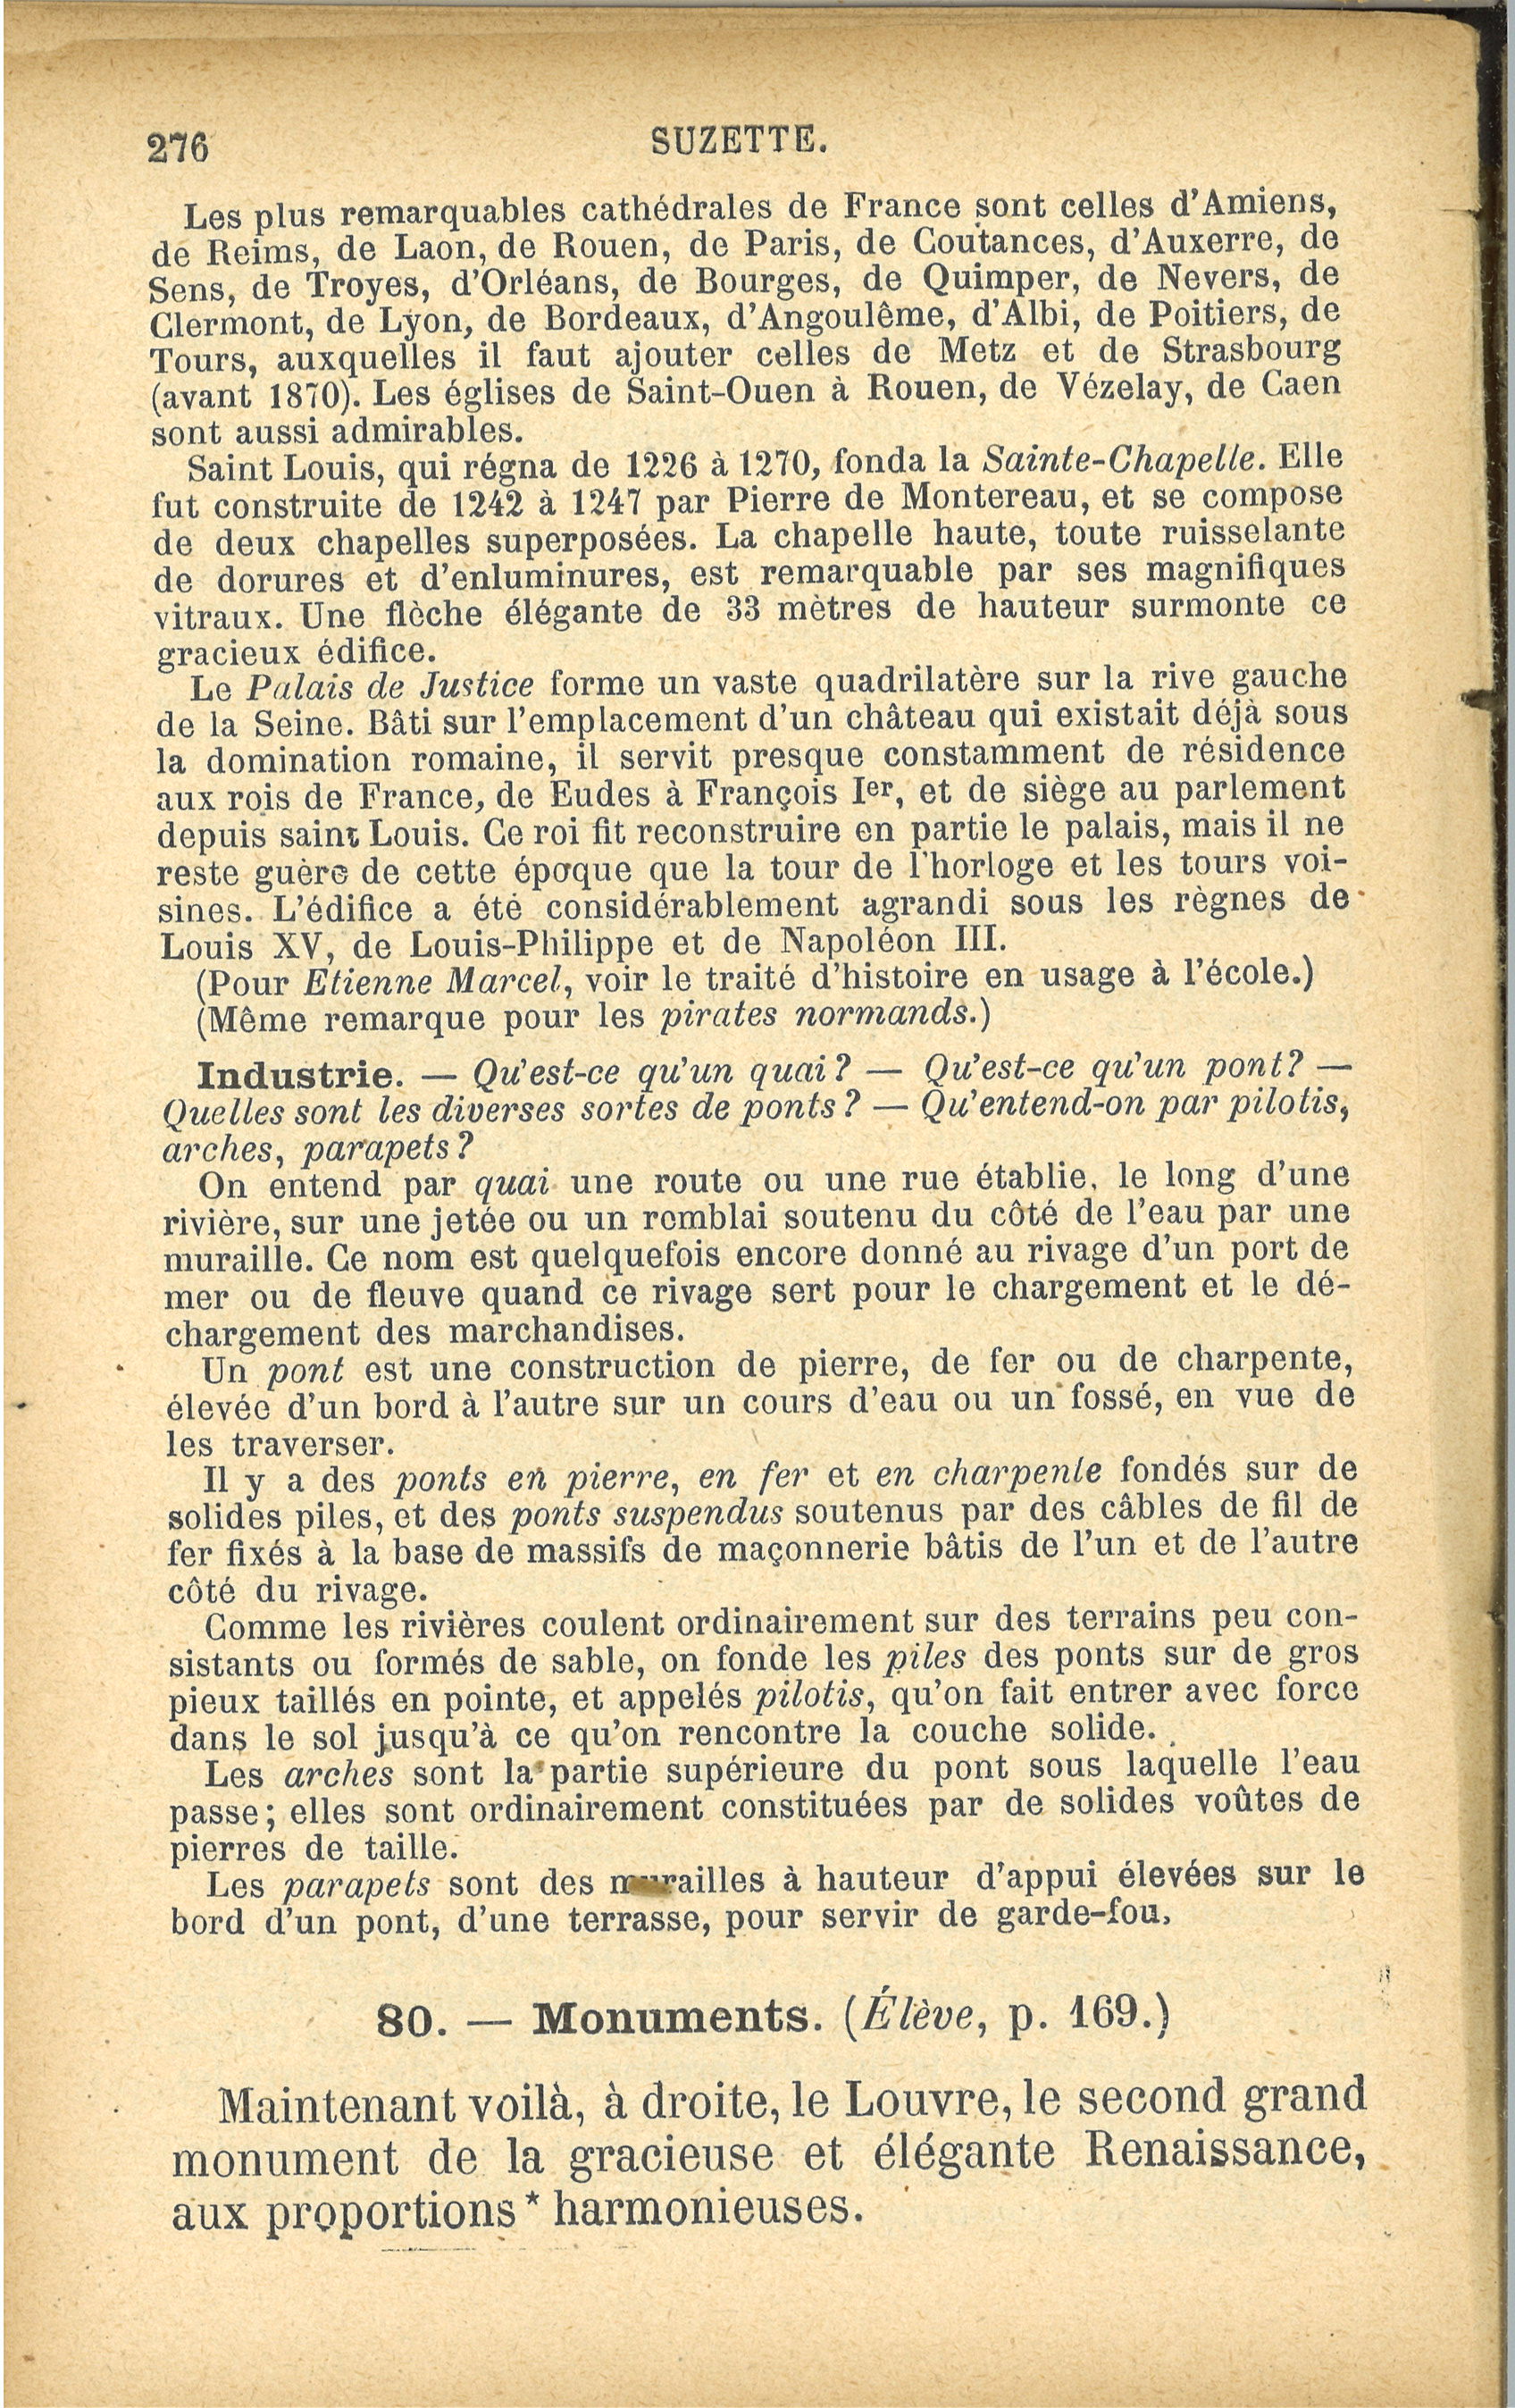 276
SUZETTE.
Les plus remarquables cathédrales de France sont celles d'Amiens,
de Reims, de Laon, de Rouen, de Paris, de Coutances, d'Auxerre, de
Sens, de Troyes, d'Orléans, de Bourges, de Quimper, de Nevers, de
Clermont, de Lyon, de Bordeaux, d'Angoulême, d'Albi, de Poitiers, de
Tours, auxquelles il faut ajouter celles de Metz et de Strasbourg
(avant 1870). Les églises de Saint-Ouen à Rouen, de Vézelay, de Caen
sont aussi admirables.
Saint Louis, qui régna de 1226 à 1270, fonda la Sainte-Chapelle. Elle
fut construite de 1242 à 1247 par Pierre de Montereau, et se compose
de deux chapelles superposées. La chapelle haute, toute ruisselante
de dorures et d'enluminures, est remarquable par ses magnifiques
vitraux. Une flèche élégante de 33 mètres de hauteur surmonte ce
gracieux édifice.
Le Palais de Justice forme un vaste quadrilatère sur la rive gauche
de la Seine. Bâti sur l'emplacement d'un château qui existait déjà sous
la domination romaine, il servit presque constamment de résidence
aux rois de France, de Eudes à François Ier, et de siège au parlement
depuis saint Louis. Ce roi fit reconstruire en partie le palais, mais il ne
reste guère de cette époque que la tour de l'horloge et les tours voi-
sines. L'édifice a été considérablement agrandi sous les règnes de
Louis XV, de Louis-Philippe et de Napoléon III.
(Pour Etienne Marcel, voir le traité d'histoire en usage à l'école.)
(Même remarque pour les pirates normands.)
Industrie. — Qu'est-ce qu'un quai? — Qu'est-ce qu'un pont? —
Quelles sont les diverses sortes de ponts? — Qu'entend-on par pilotis,
arches, parapets?
On entend par quai une route ou une rue établie, le long d'une
rivière, sur une jetée ou un remblai soutenu du côté de l'eau par une
muraille. Ce nom est quelquefois encore donné au rivage d'un port de
mer ou de fleuve quand ce rivage sert pour le chargement et le dé-
chargement des marchandises.
Un pont est une construction de pierre, de fer ou de charpente,
élevée d'un bord à l'autre sur un cours d'eau ou un fossé, en vue de
les traverser.
Il y a des ponts en pierre, en fer et en charpente fondés sur de
solides piles, et des ponts suspendus soutenus par des câbles de fil de
fer fixés à la base de massifs de maçonnerie bâtis de l'un et de l'autre
côté du rivage.
Comme les rivières coulent ordinairement sur des terrains peu con-
sistants ou formés de sable, on fonde les piles des ponts sur de gros
pieux taillés en pointe, et appelés pilotis, qu'on fait entrer avec force
dans le sol jusqu'à ce qu'on rencontre la couche solide.
Les arches sont la partie supérieure du pont sous laquelle l'eau
passe; elles sont ordinairement constituées par de solides voûtes de
pierres de taille.
Les parapets sont des murailles à hauteur d'appui élevées sur le
bord d'un pont, d'une terrasse, pour servir de garde-fou.
80. — Monuments. (Élève, p. 169.)
Maintenant voilà, à droite, le Louvre, le second grand
monument de la gracieuse et élégante Renaissance,
aux proportions* harmonieuses.